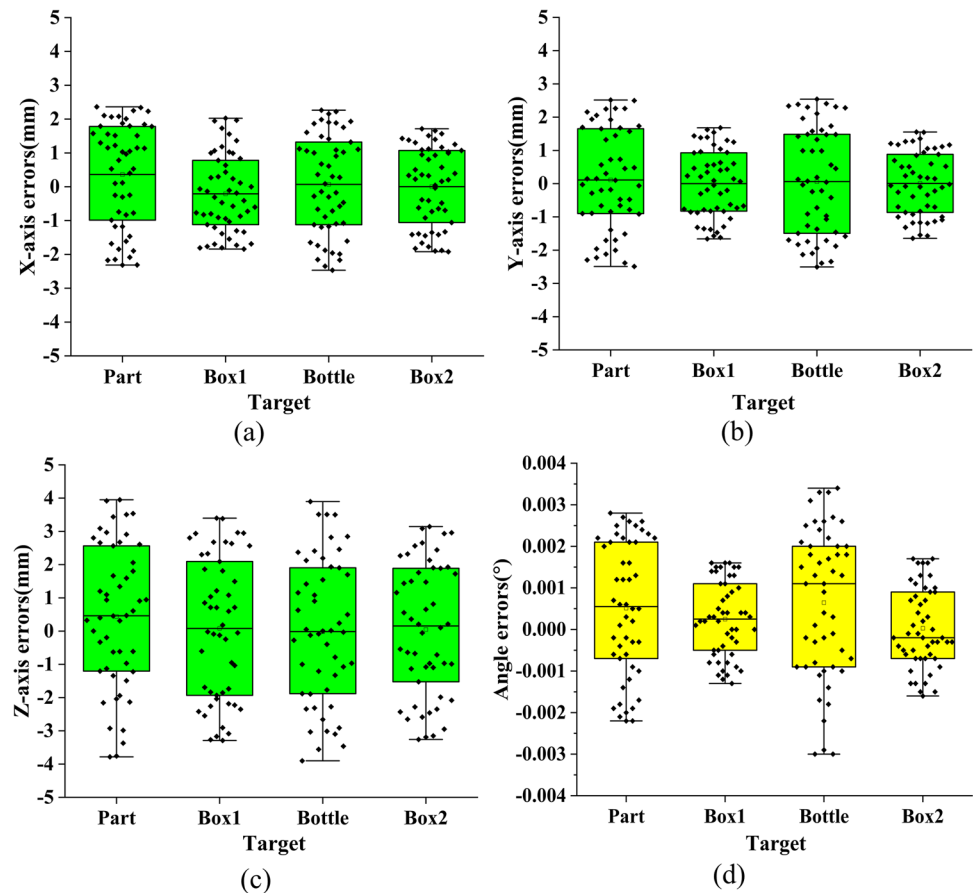 X-axis errors(mm)
5
4
3
2
1
0
-1
-2
-3
-4
-5
Part Box1 Bottle Box2
Target
(a)
Y-axis errors(mm)
5
4
3
2
1
0
-1
-2
-3
-4
-5
Part Box1 Bottle Box2
Target
(b)
Z-axis errors(mm)
5
4
3
2
1
0
-1
-2
-3
-4
-5
Part Box1 Bottle Box2
Target
(c)
Angle errors(°)
0.004
0.003
0.002
0.001
0.000
-0.001
-0.002
-0.003
-0.004
Part Box1 Bottle Box2
Target
(d)